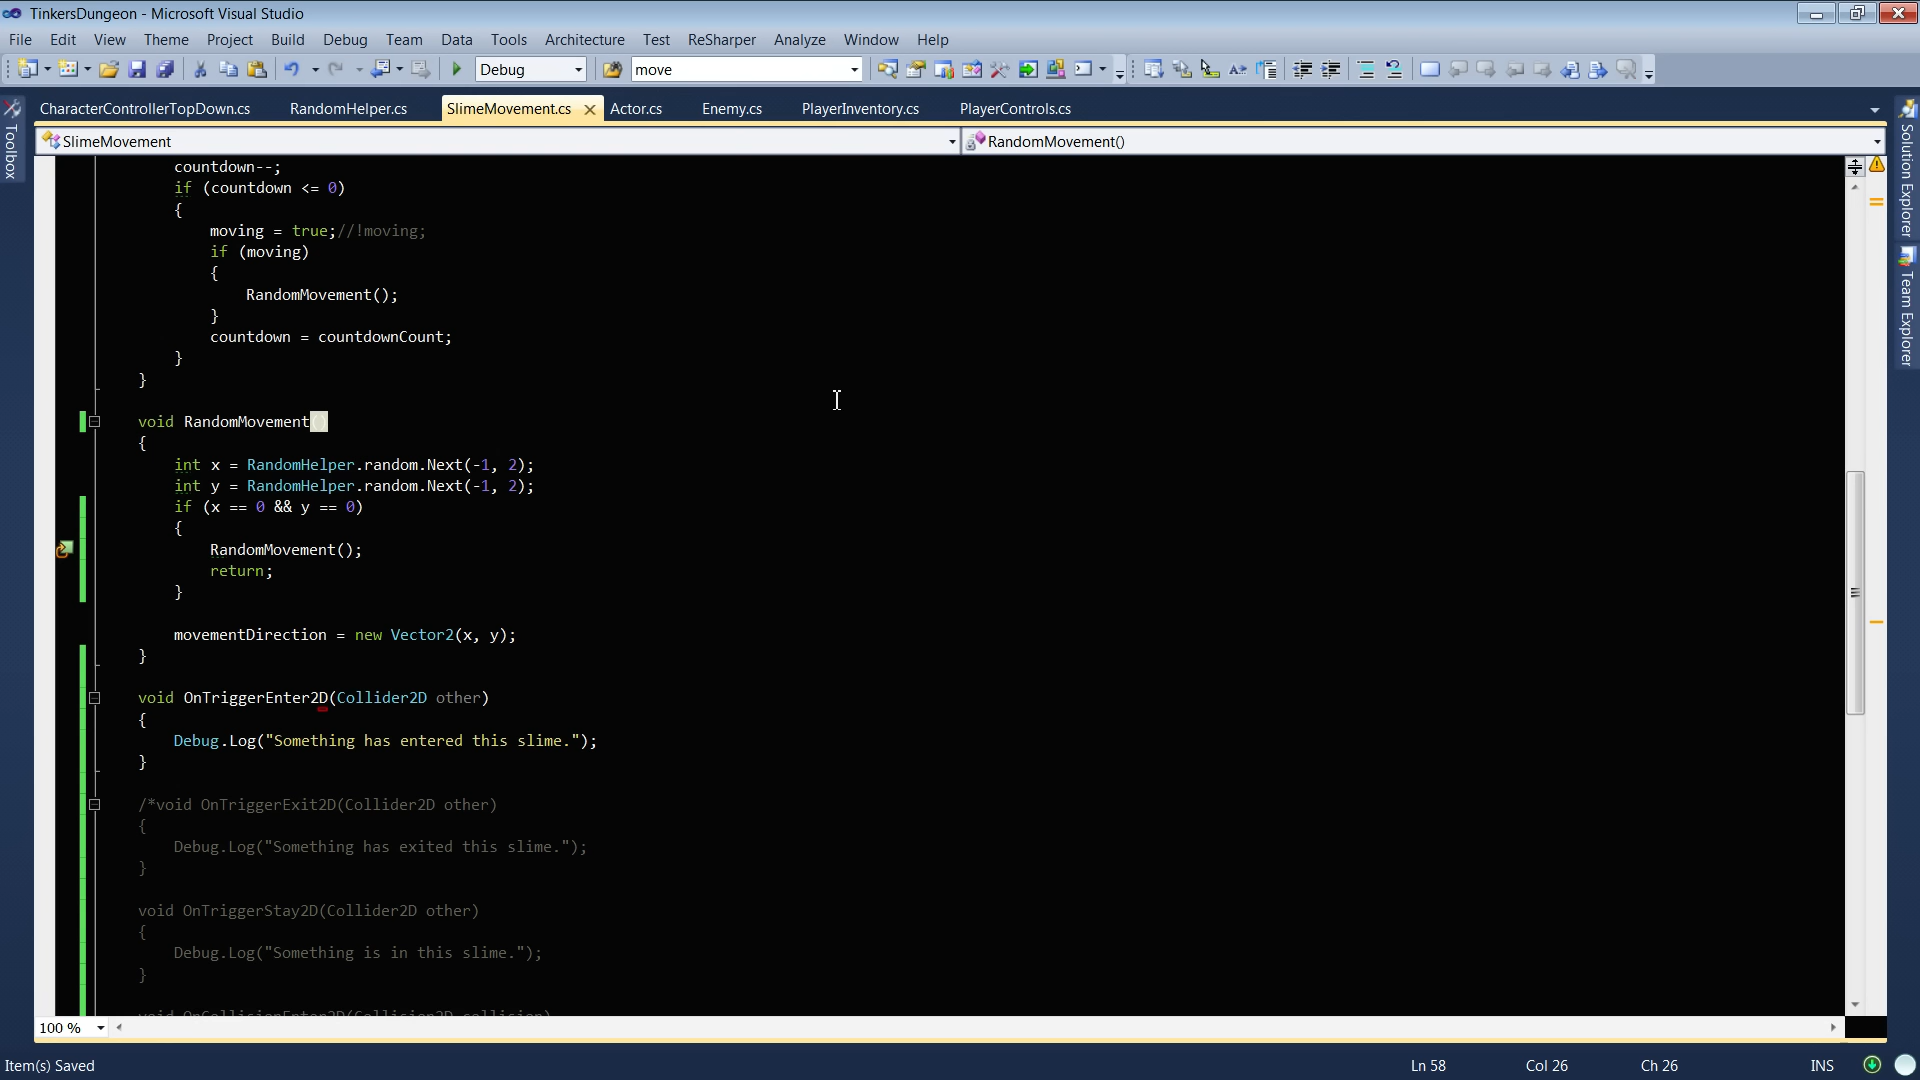 TinkersDungeon - Microsoft Visual Studio
File Edit View Theme Project Build Debug Team Data Tools Architecture Test ReSharper Analyze Window Help
Debug move
CharacterControllerTopDown.cs RandomHelper.cs SlimeMovement.cs Actor.cs Enemy.cs PlayerInventory.cs PlayerControls.cs
Toolbox
SlimeMovement RandomMovement()
Solution Explorer
Team Explorer
countdown--;
if (countdown <= 0)
{
moving = true;//!moving;
if (moving)
{
RandomMovement();
}
countdown = countdownCount;
}
}
void RandomMovement()
{
int x = RandomHelper.random.Next(-1, 2);
int y = RandomHelper.random.Next(-1, 2);
if (x == 0 && y == 0)
{
RandomMovement();
return;
}
movementDirection = new Vector2(x, y);
}
void OnTriggerEnter2D(Collider2D other)
{
Debug.Log("Something has entered this slime.");
}
/*void OnTriggerExit2D(Collider2D other)
{
Debug.Log("Something has exited this slime.");
}
void OnTriggerStay2D(Collider2D other)
{
Debug.Log("Something is in this slime.");
}
void OnCollisionEnter2D(Collision2D collision)
100 %
Item(s) Saved Ln 58 Col 26 Ch 26 INS